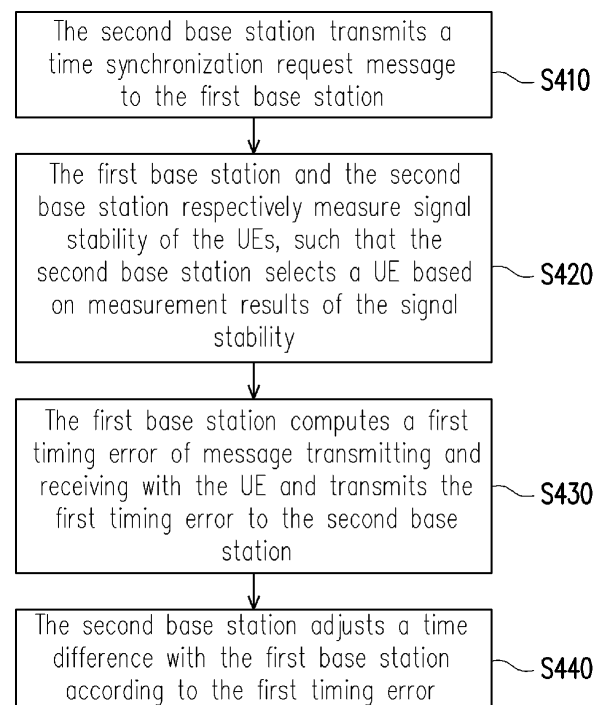 The second base station transmits a
time synchronization request message
to the first base station
S410
The first base station and the second
base station respectively measure signal
stability of the UEs, such that the
second base station selects a UE based
on measurement results of the signal
stability
S420
The first base station computes a first
timing error of message transmitting and
receiving with the UE and transmits the
first timing error to the second base
station
S430
The second base station adjusts a time
difference with the first base station
according to the first timing error
S440